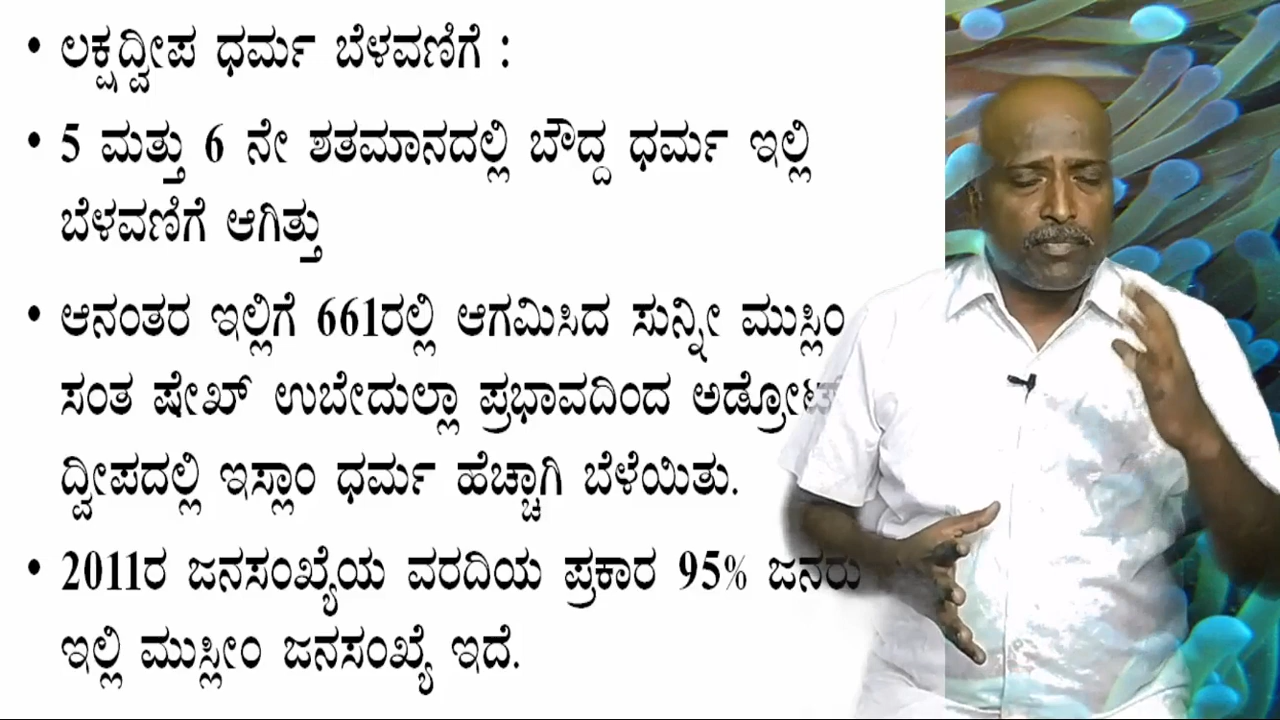 • ಲಕ್ಷದ್ವೀಪ ಧರ್ಮ ಬೆಳವಣಿಗೆ :
• 5 ಮತ್ತು 6 ನೇ ಶತಮಾನದಲ್ಲಿ ಬೌದ್ದ ಧರ್ಮ ಇಲ್ಲಿ
ಬೆಳವಣಿಗೆ ಆಗಿತ್ತು
• ಆನಂತರ ಇಲ್ಲಿಗೆ 661ರಲ್ಲಿ ಆಗಮಿಸಿದ ಸುನ್ನೀ ಮುಸ್ಲಿಂ
ಸಂತ ಷೇಖ್ ಉಬೇದುಲ್ಲಾ ಪ್ರಭಾವದಿಂದ
ದ್ವೀಪದಲ್ಲಿ ಇಸ್ಲಾಂ ಧರ್ಮ ಹೆಚ್ಚಾಗಿ ಬೆಳೆಯಿತು.
• 2011ರ ಜನಸಂಖ್ಯೆಯ ವರದಿಯ ಪ್ರಕಾರ 95% ಜನರು
ಇಲ್ಲಿ ಮುಸ್ಲೀಂ ಜನಸಂಖ್ಯೆ ಇದೆ.